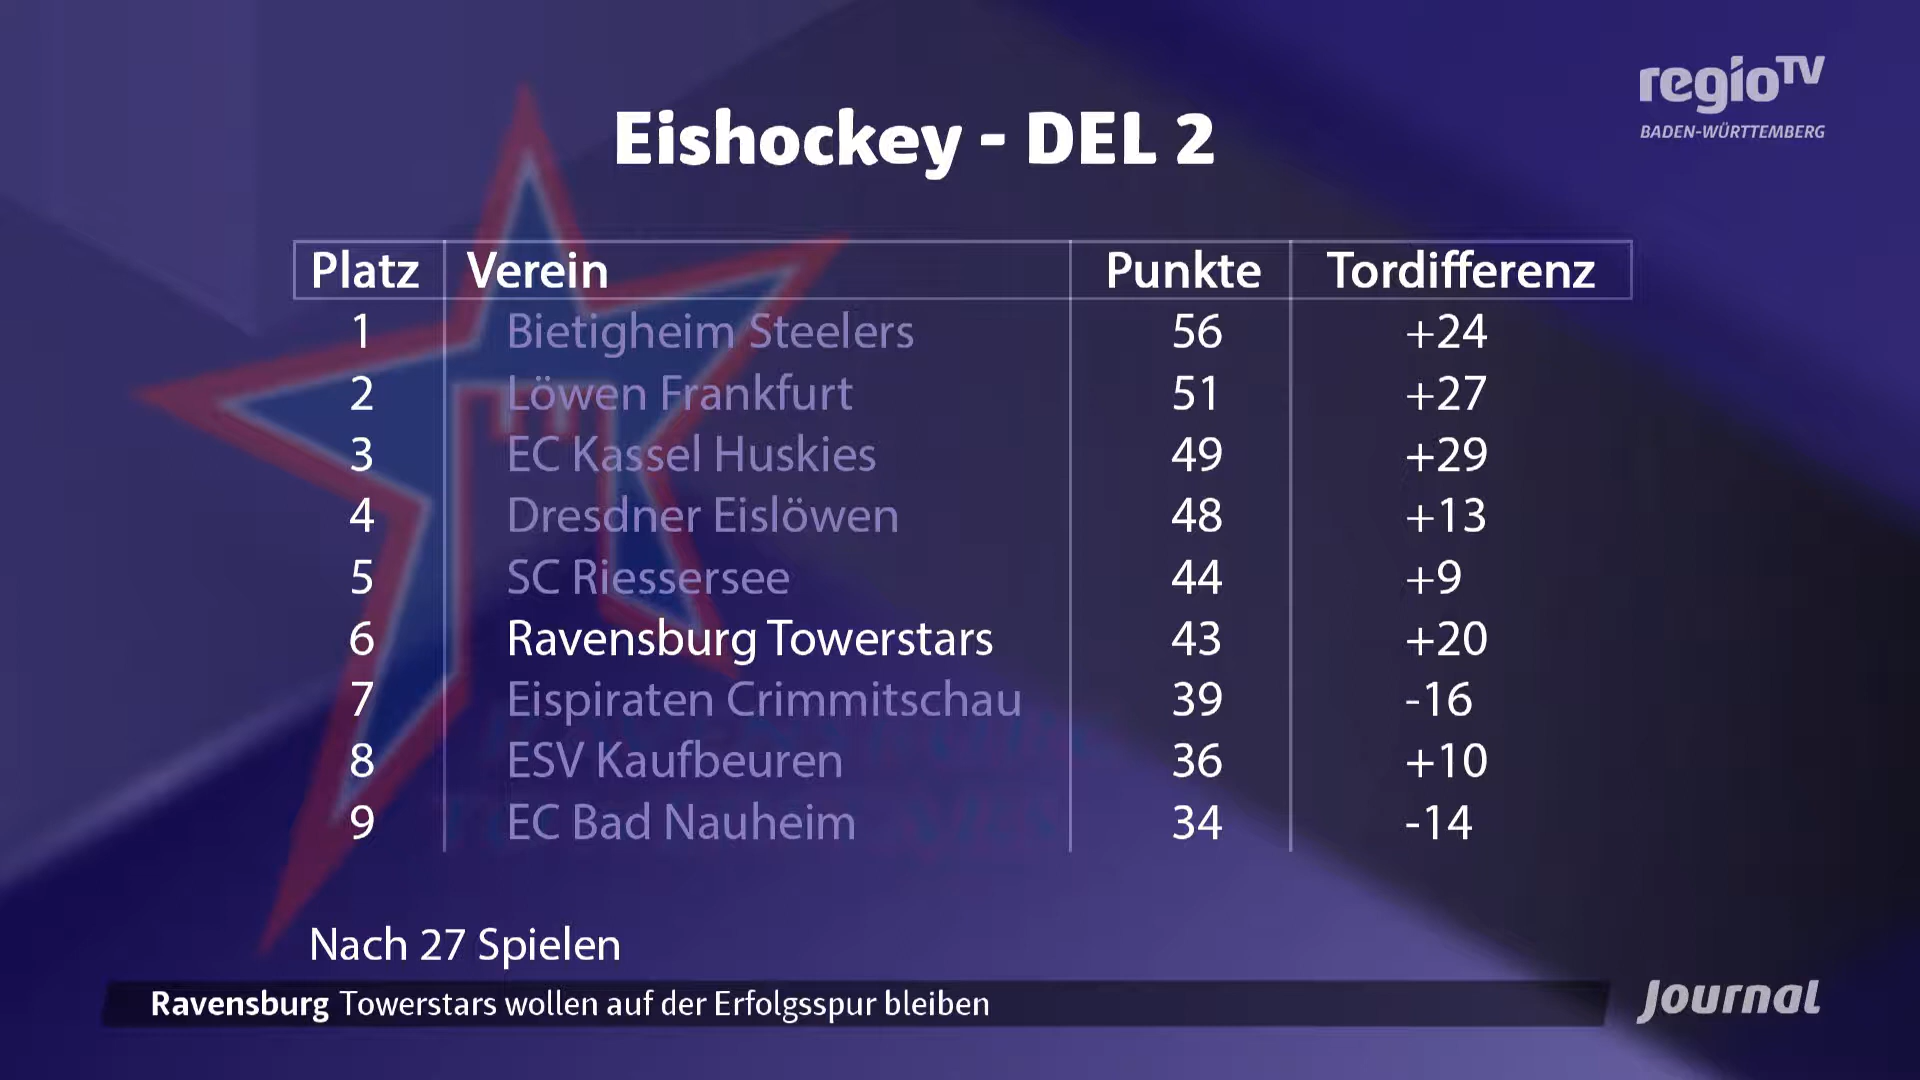 regioTV
BADEN-WÜRTTEMBERG
Eishockey - DEL 2
Platz Verein Punkte Tordifferenz
1 Bietigheim Steelers 56 +24
2 Löwen Frankfurt 51 +27
3 EC Kassel Huskies 49 +29
4 Dresdner Eislöwen 48 +13
5 SC Riessersee 44 +9
6 Ravensburg Towerstars 43 +20
7 Eispiraten Crimmitschau 39 -16
8 ESV Kaufbeuren 36 +10
9 EC Bad Nauheim 34 -14
Nach 27 Spielen
Ravensburg Towerstars wollen auf der Erfolgsspur bleiben
Journal